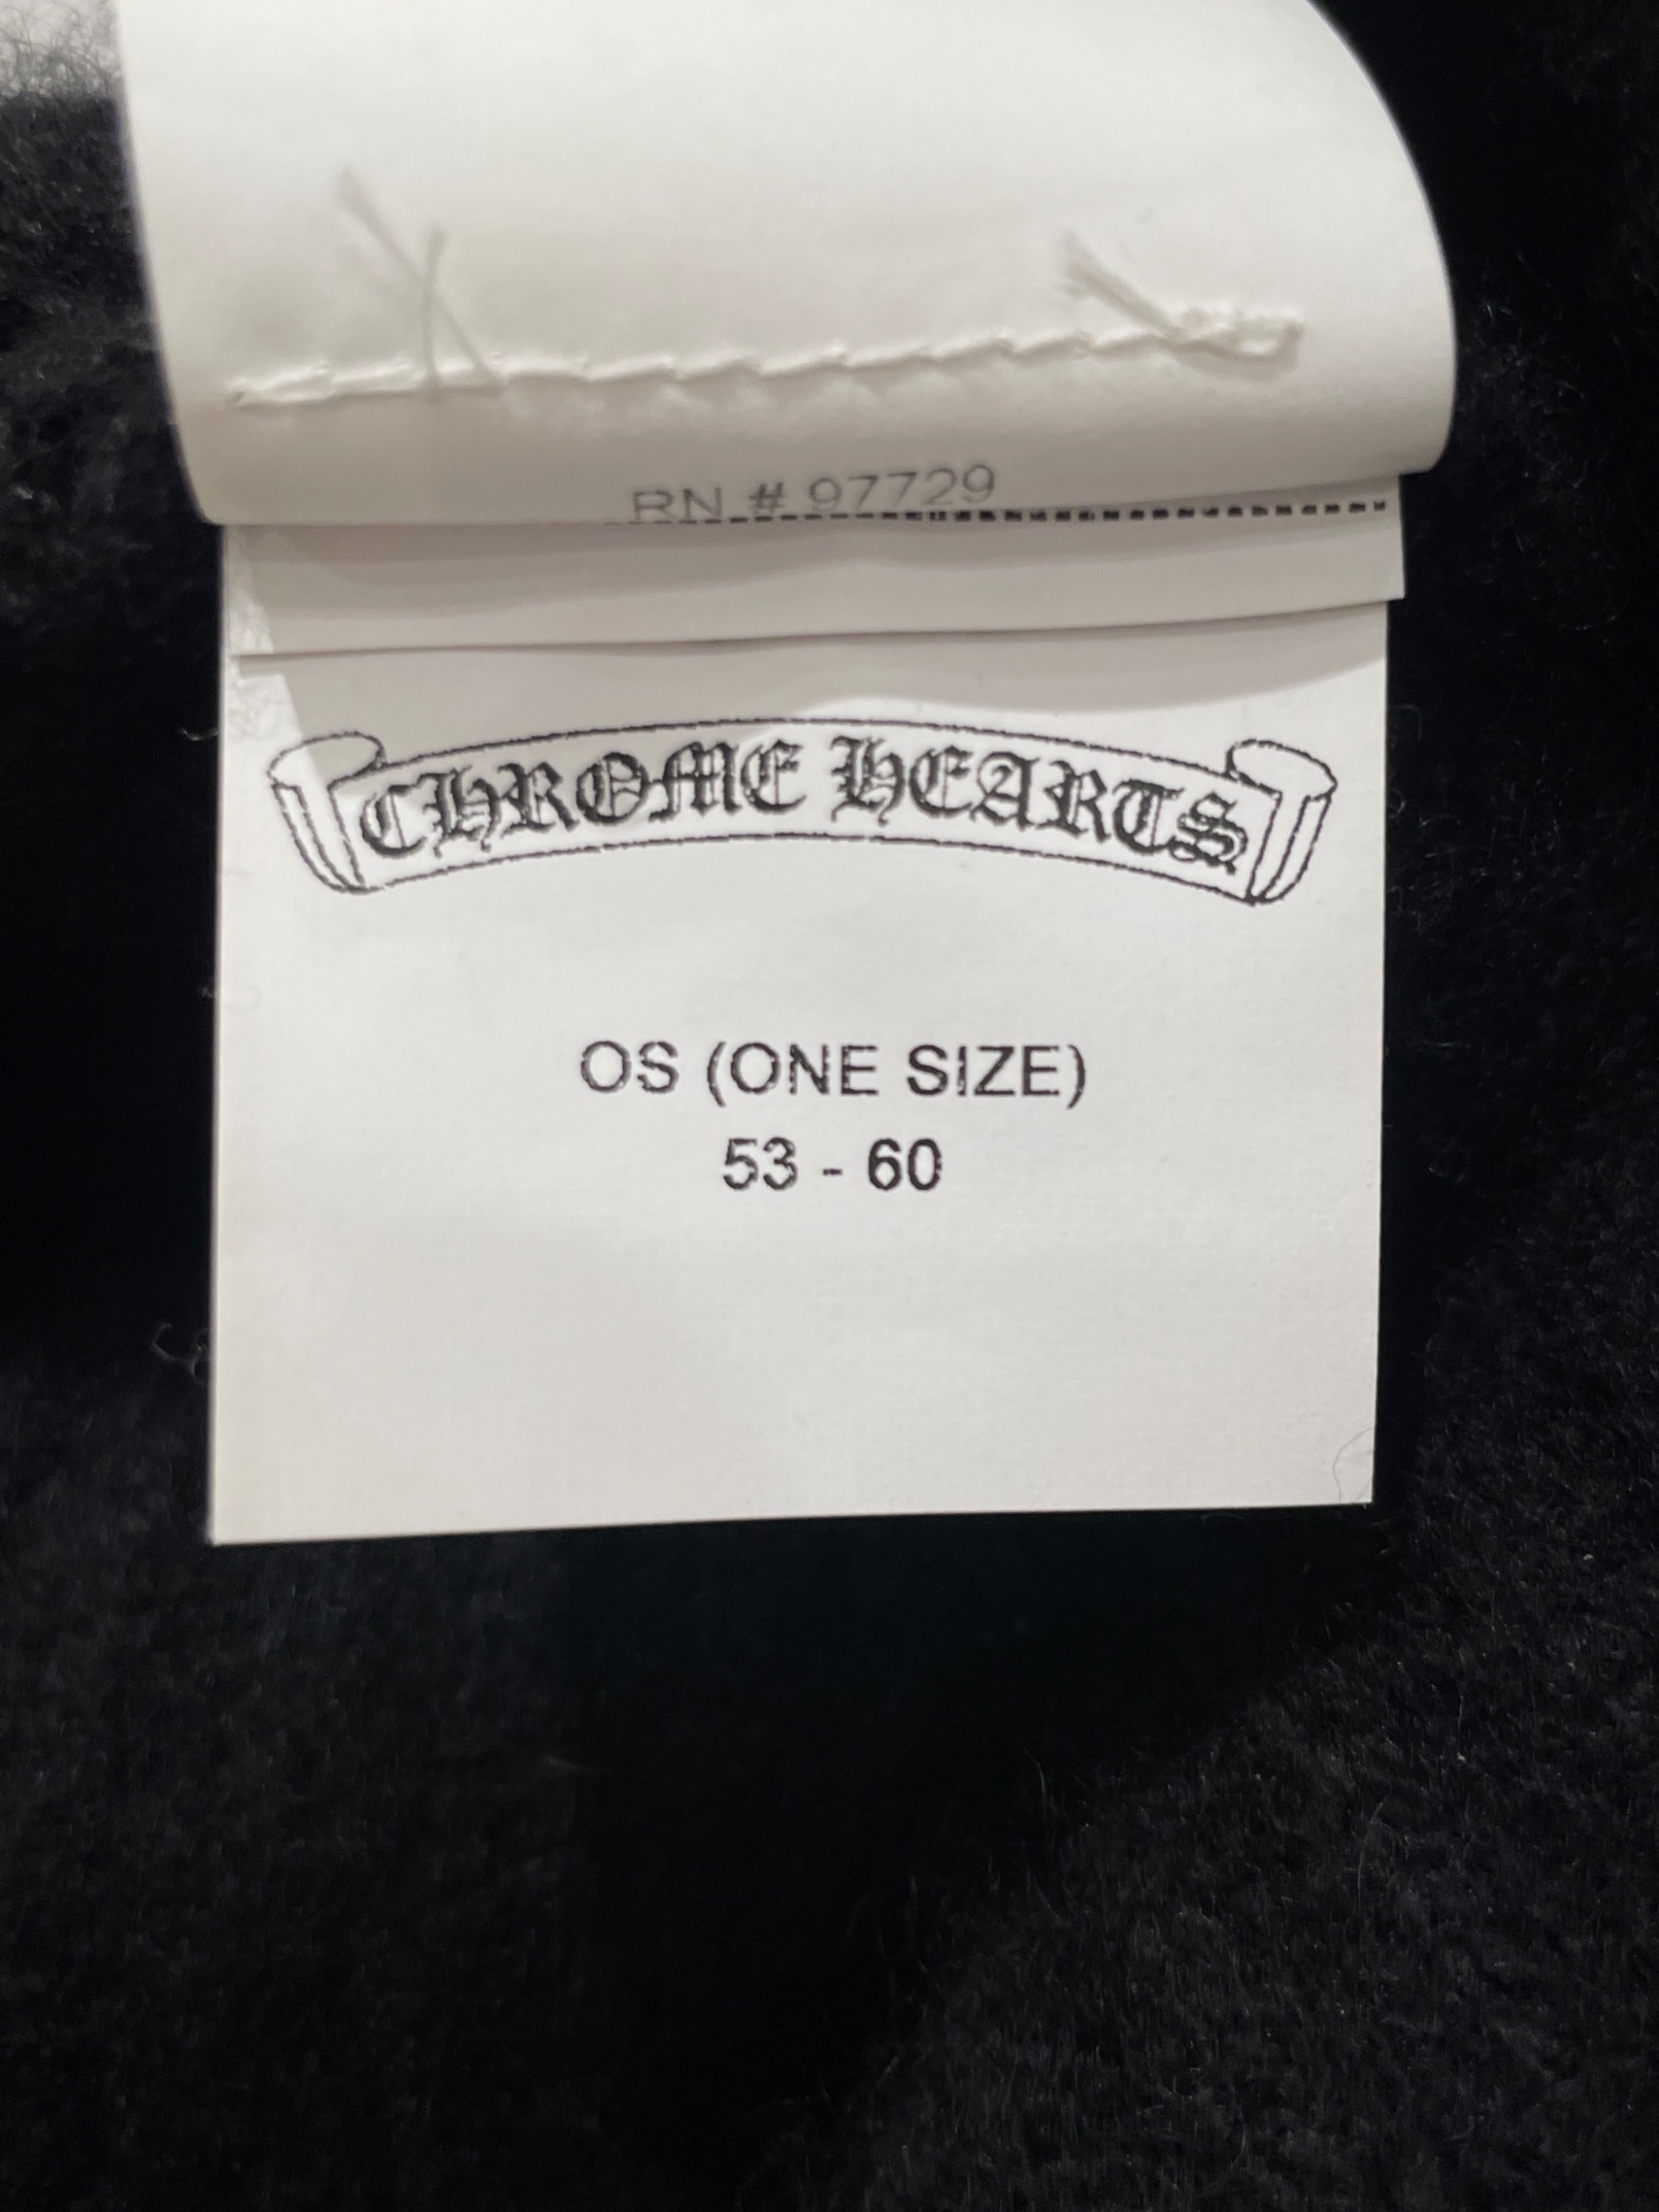 RN # 97729
CHROME HEARTS
OS (ONE SIZE)
53 - 60